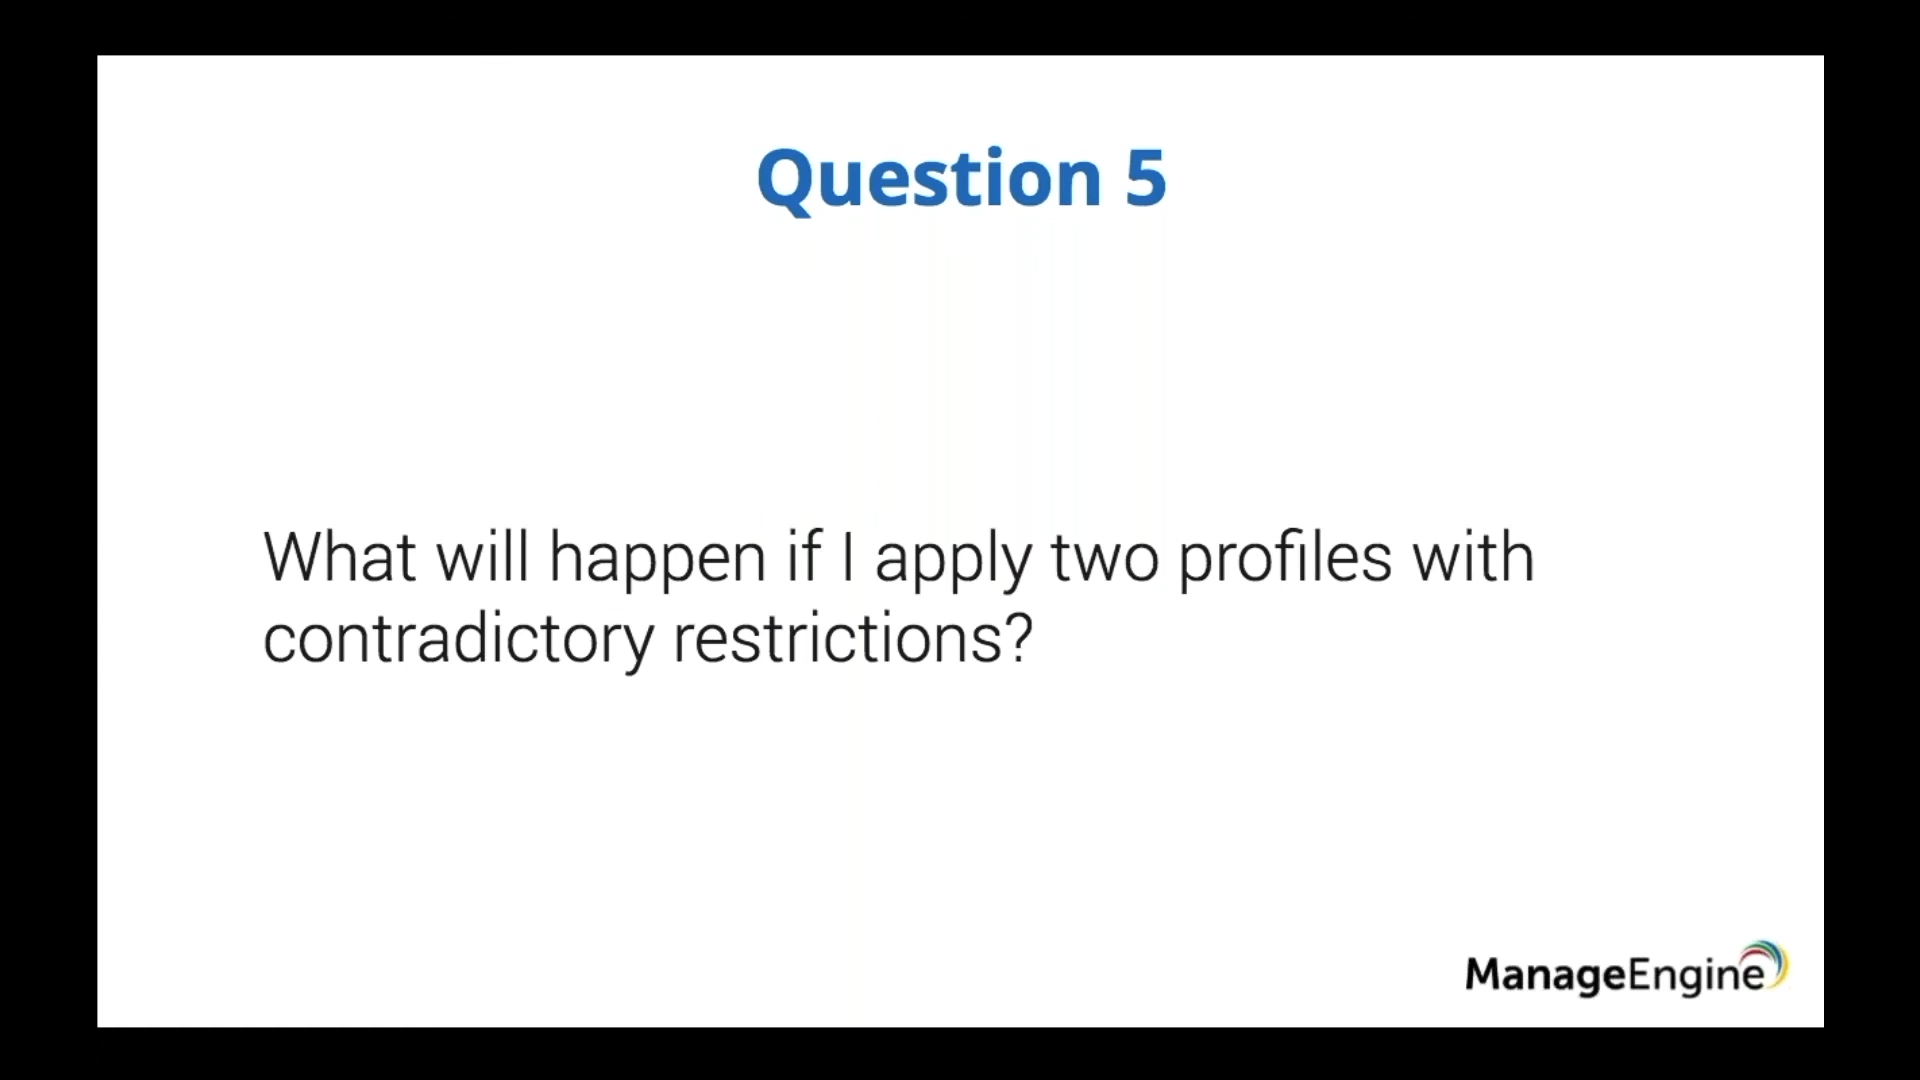 Question 5
What will happen if I apply two profiles with
contradictory restrictions?
ManageEngine